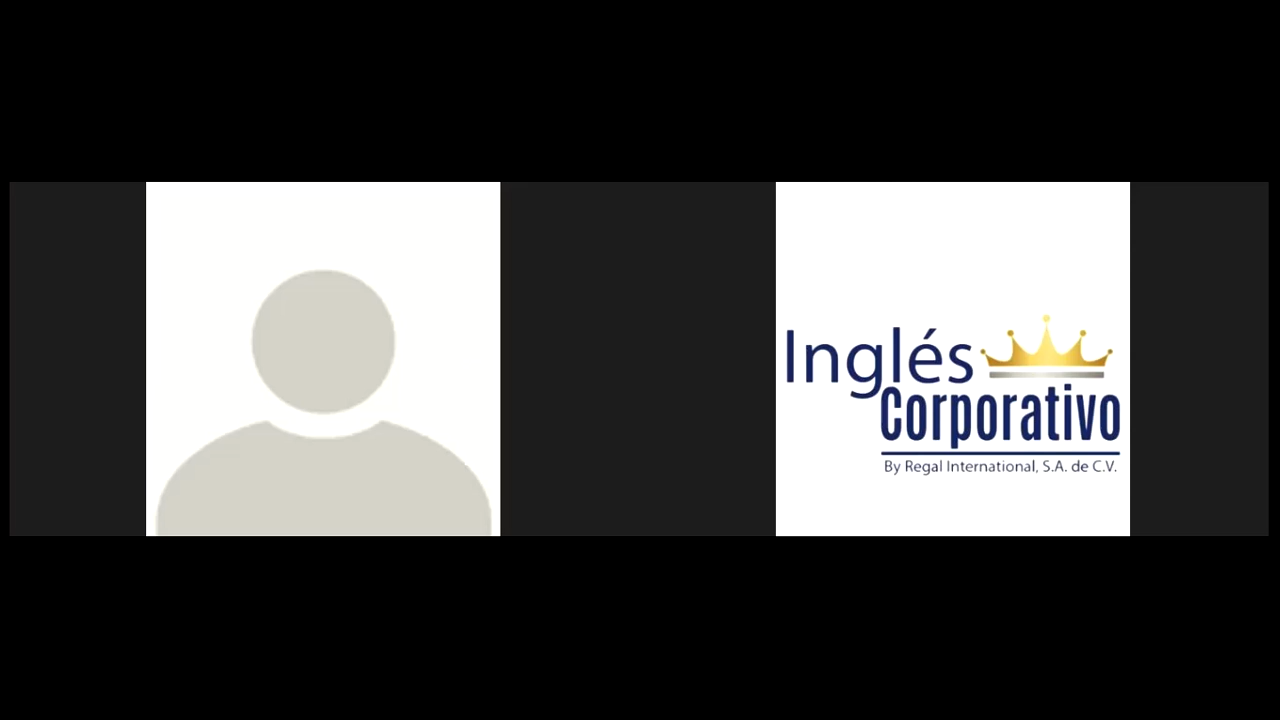 Inglés
Corporativo
By Regal International, S.A. de C.V.